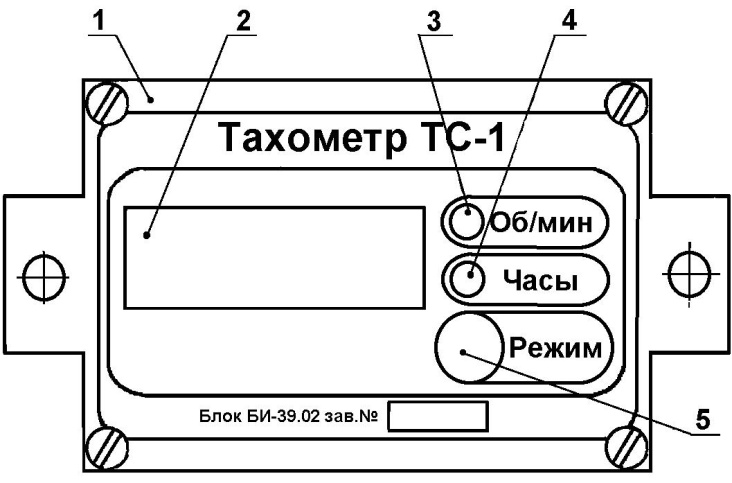 1 2 3 4
Тахометр ТС-1
Об/мин
Часы
Режим
Блок БИ-39.02 зав.№
5